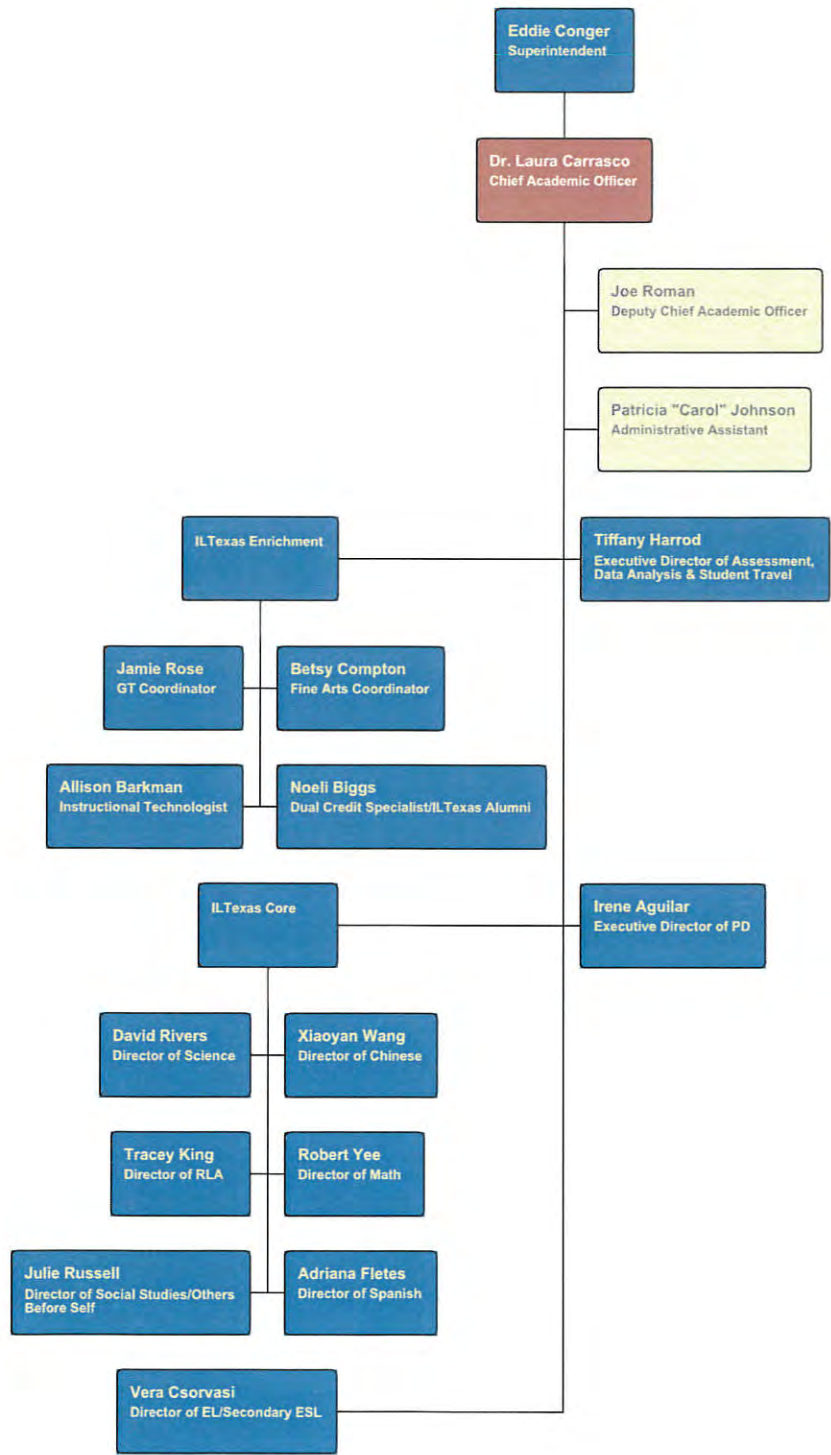 Eddie Conger
Superintendent
Dr. Laura Carrasco
Chief Academic Officer
Joe Roman
Deputy Chief Academic Officer
Patricia "Carol" Johnson
Administrative Assistant
ILTexas Enrichment
Tiffany Harrod
Executive Director of Assessment,
Data Analysis & Student Travel
Jamie Rose
GT Coordinator
Betsy Compton
Fine Arts Coordinator
Allison Barkman
Instructional Technologist
Noeli Biggs
Dual Credit Specialist/ILTexas Alumni
ILTexas Core
Irene Aguilar
Executive Director of PD
David Rivers
Director of Science
Xiaoyan Wang
Director of Chinese
Tracey King
Director of RLA
Robert Yee
Director of Math
Julie Russell
Director of Social Studies/Others
Before Self
Adriana Fletes
Director of Spanish
Vera Csorvasi
Director of EL/Secondary ESL